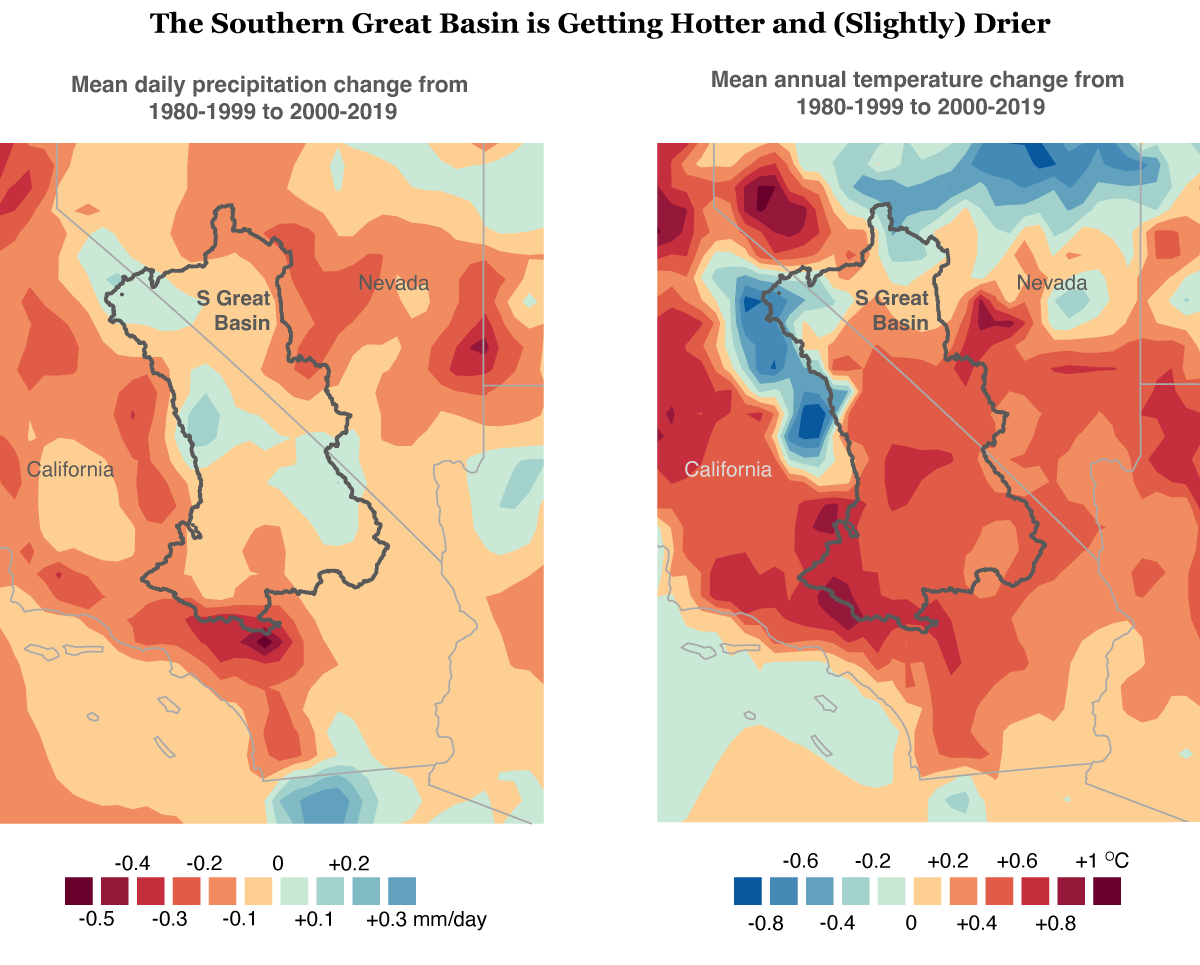 The Southern Great Basin is Getting Hotter and (Slightly) Drier
Mean daily precipitation change from
1980-1999 to 2000-2019
Nevada
S Great
Basin
California
-0.4 -0.2 0 +0.2
-0.5 -0.3 -0.1 +0.1 +0.3 mm/day
Mean annual temperature change from
1980-1999 to 2000-2019
Nevada
S Great
Basin
California
-0.6 -0.2 +0.2 +0.6 +1 °C
-0.8 -0.4 0 +0.4 +0.8